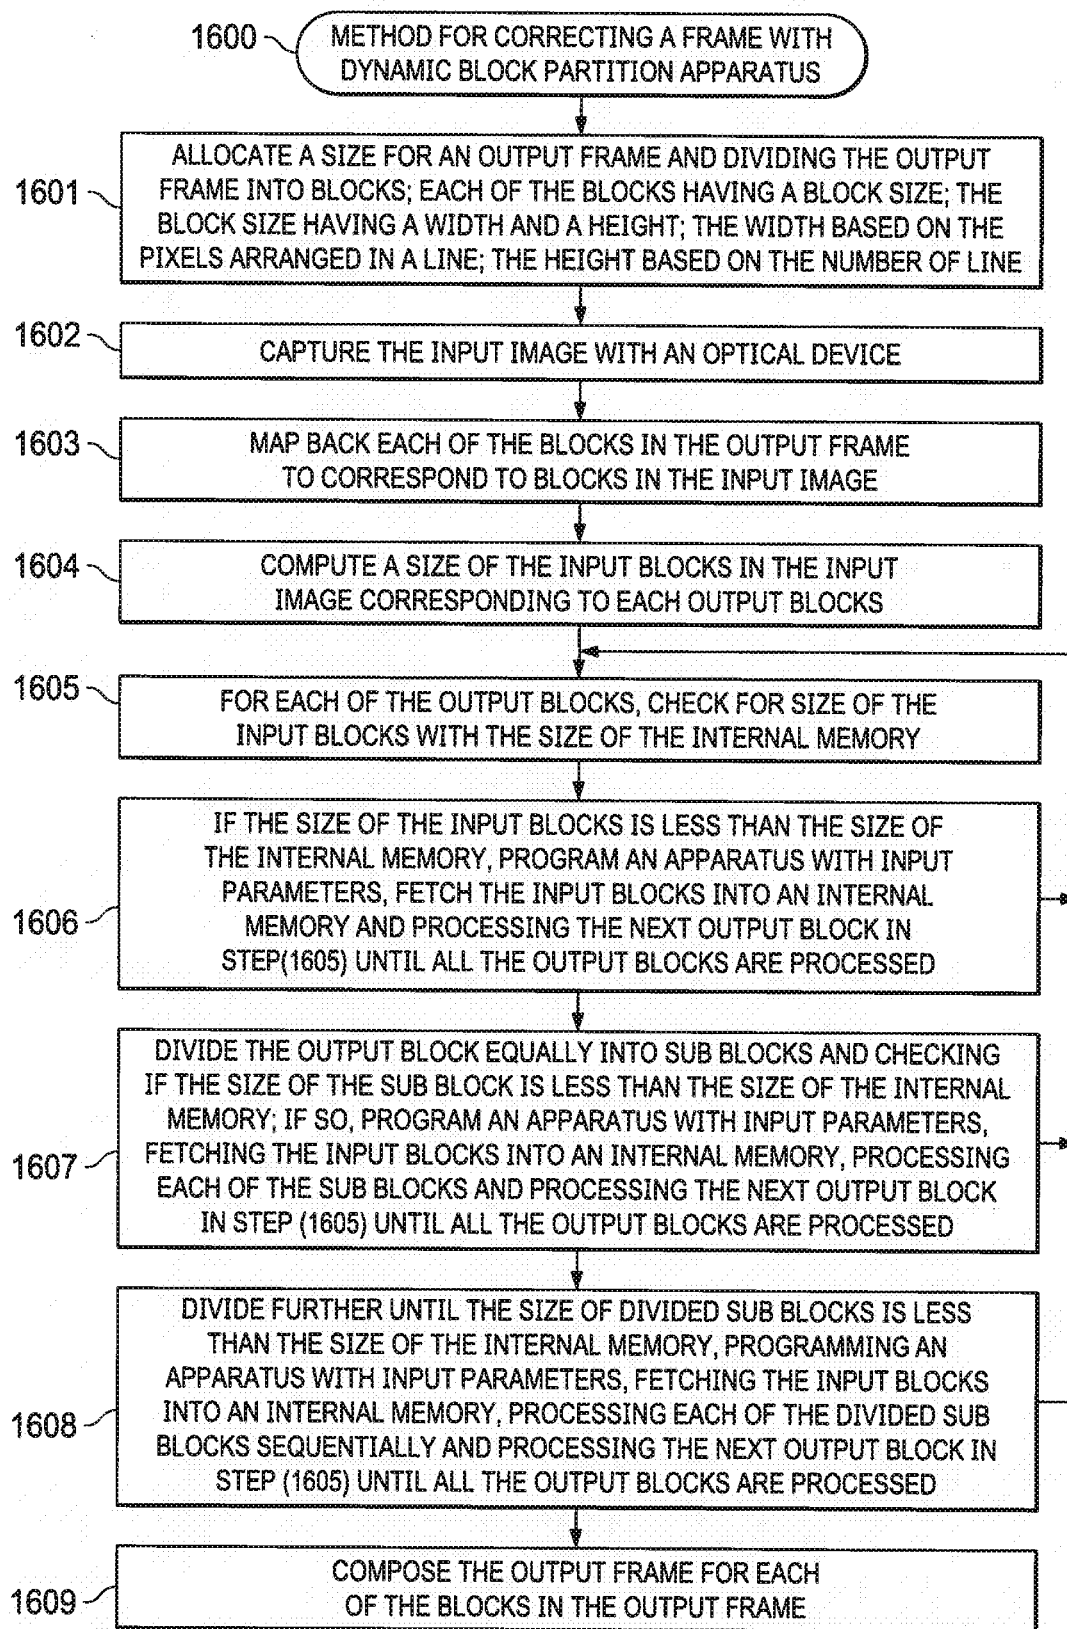 1600
METHOD FOR CORRECTING A FRAME WITH
DYNAMIC BLOCK PARTITION APPARATUS
1601
ALLOCATE A SIZE FOR AN OUTPUT FRAME AND DIVIDING THE OUTPUT
FRAME INTO BLOCKS; EACH OF THE BLOCKS HAVING A BLOCK SIZE; THE
BLOCK SIZE HAVING A WIDTH AND A HEIGHT; THE WIDTH BASED ON THE
PIXELS ARRANGED IN A LINE; THE HEIGHT BASED ON THE NUMBER OF LINE
1602
CAPTURE THE INPUT IMAGE WITH AN OPTICAL DEVICE
1603
MAP BACK EACH OF THE BLOCKS IN THE OUTPUT FRAME
TO CORRESPOND TO BLOCKS IN THE INPUT IMAGE
1604
COMPUTE A SIZE OF THE INPUT BLOCKS IN THE INPUT
IMAGE CORRESPONDING TO EACH OUTPUT BLOCKS
1605
FOR EACH OF THE OUTPUT BLOCKS, CHECK FOR SIZE OF THE
INPUT BLOCKS WITH THE SIZE OF THE INTERNAL MEMORY
1606
IF THE SIZE OF THE INPUT BLOCKS IS LESS THAN THE SIZE OF
THE INTERNAL MEMORY, PROGRAM AN APPARATUS WITH INPUT
PARAMETERS, FETCH THE INPUT BLOCKS INTO AN INTERNAL
MEMORY AND PROCESSING THE NEXT OUTPUT BLOCK IN
STEP(1605) UNTIL ALL THE OUTPUT BLOCKS ARE PROCESSED
1607
DIVIDE THE OUTPUT BLOCK EQUALLY INTO SUB BLOCKS AND CHECKING
IF THE SIZE OF THE SUB BLOCK IS LESS THAN THE SIZE OF THE INTERNAL
MEMORY; IF SO, PROGRAM AN APPARATUS WITH INPUT PARAMETERS,
FETCHING THE INPUT BLOCKS INTO AN INTERNAL MEMORY, PROCESSING
EACH OF THE SUB BLOCKS AND PROCESSING THE NEXT OUTPUT BLOCK
IN STEP (1605) UNTIL ALL THE OUTPUT BLOCKS ARE PROCESSED
1608
DIVIDE FURTHER UNTIL THE SIZE OF DIVIDED SUB BLOCKS IS LESS
THAN THE SIZE OF THE INTERNAL MEMORY, PROGRAMMING AN
APPARATUS WITH INPUT PARAMETERS, FETCHING THE INPUT BLOCKS
INTO AN INTERNAL MEMORY, PROCESSING EACH OF THE DIVIDED SUB
BLOCKS SEQUENTIALLY AND PROCESSING THE NEXT OUTPUT BLOCK IN
STEP (1605) UNTIL ALL THE OUTPUT BLOCKS ARE PROCESSED
1609
COMPOSE THE OUTPUT FRAME FOR EACH
OF THE BLOCKS IN THE OUTPUT FRAME